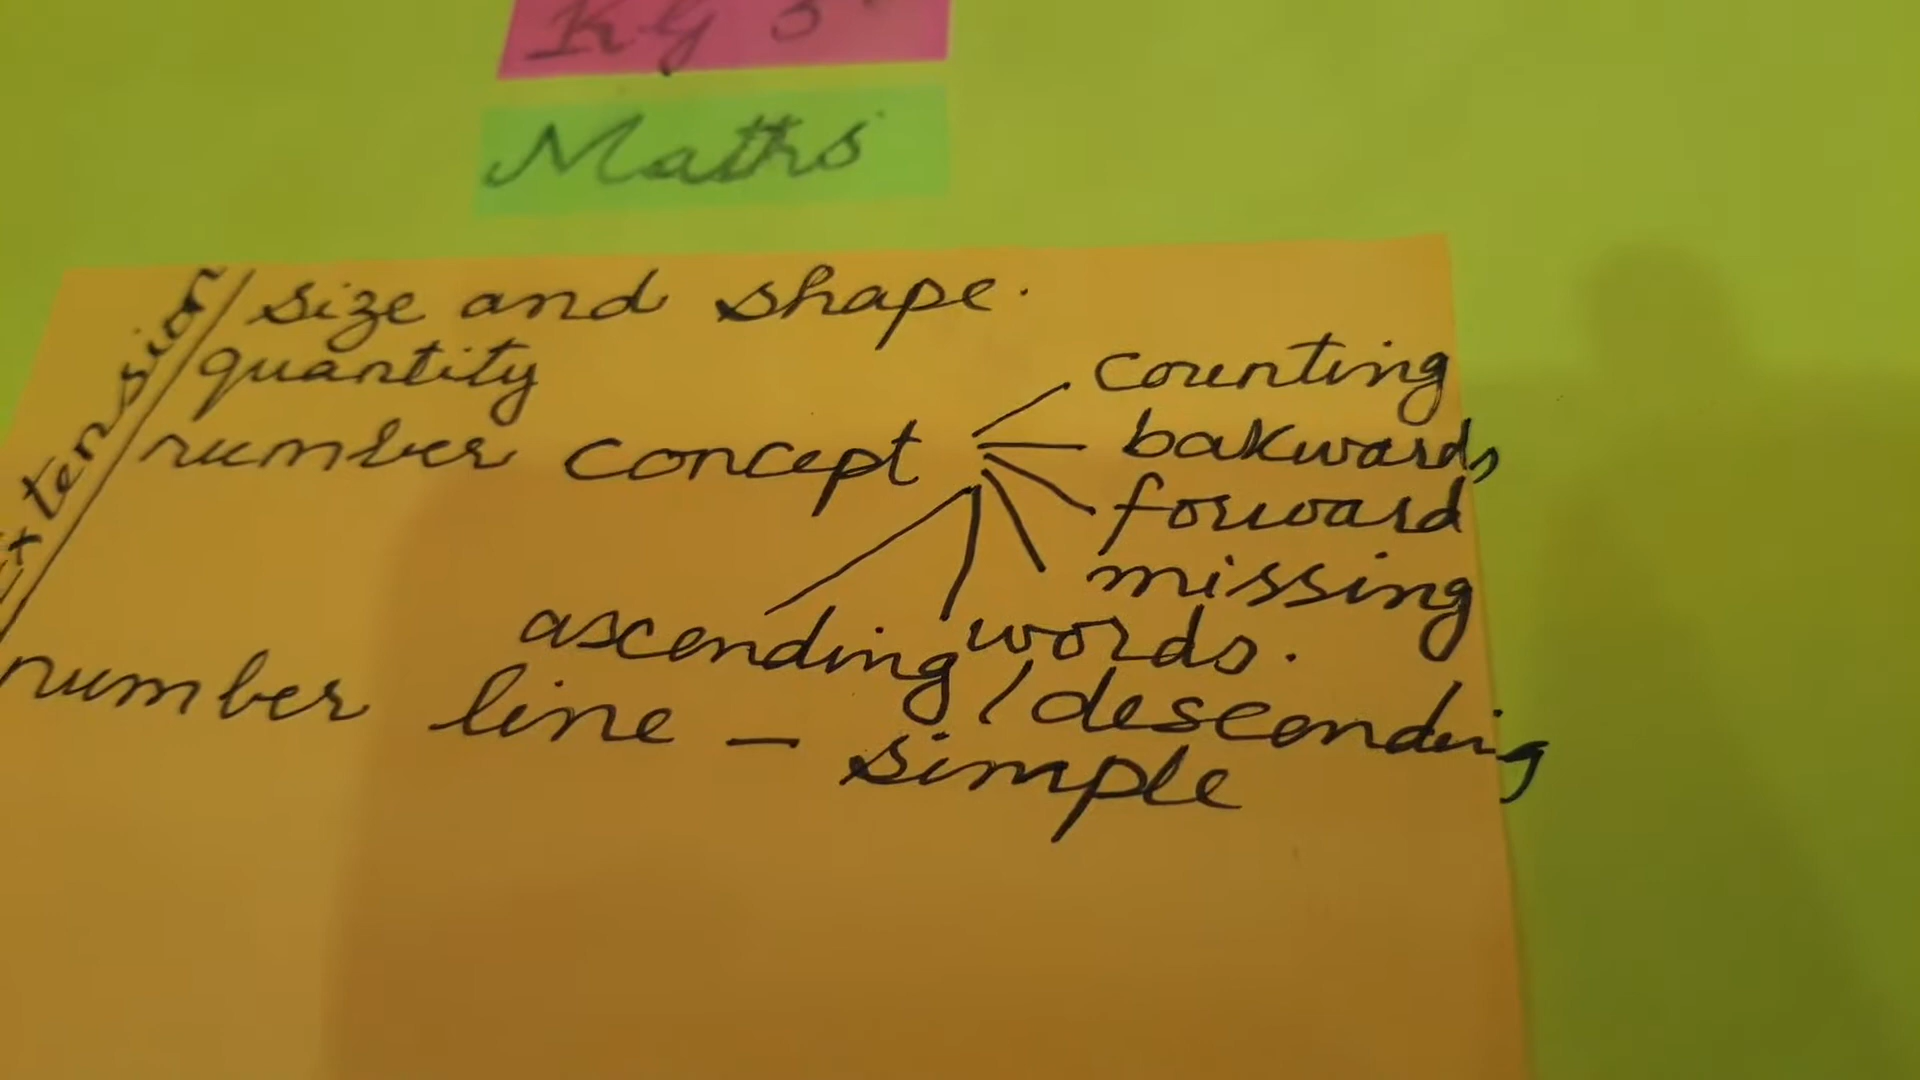 KG 3
Maths
Extension
size and shape.
quantity
number concept
counting
bakwards
forward
missing
words.
ascending / descending
number line - simple